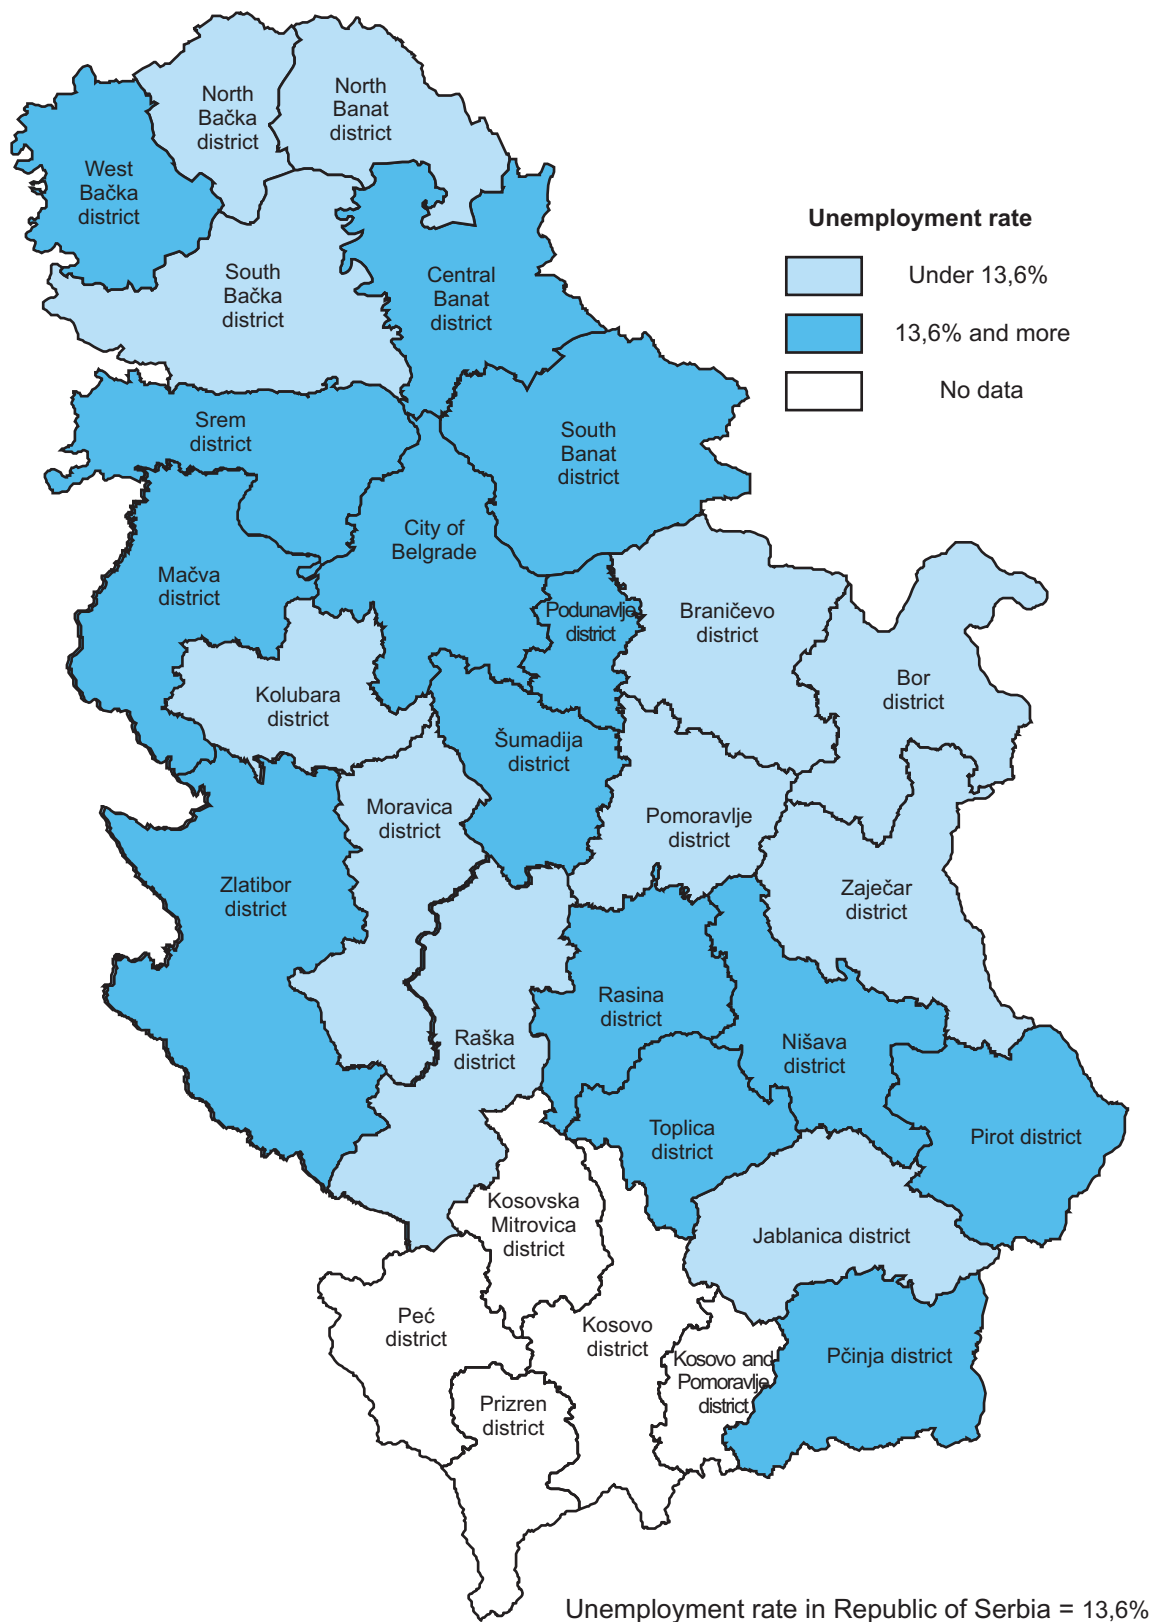 North
Bačka
district
North
Banat
district
West
Bačka
district
Unemployment rate
Under 13,6%
13,6% and more
No data
South
Bačka
district
Central
Banat
district
Srem
district
South
Banat
district
City of
Belgrade
Mačva
district
Podunavlje
district
Braničevo
district
Kolubara
district
Bor
district
Šumadija
district
Moravica
district
Pomoravlje
district
Zlatibor
district
Zaječar
district
Rasina
district
Raška
district
Nišava
district
Toplica
district
Pirot district
Kosovska
Mitrovica
district
Jablanica district
Peć
district
Kosovo
district
Kosovo and
Pomoravlje
district
Pčinja district
Prizren
district
Unemployment rate in Republic of Serbia = 13,6%